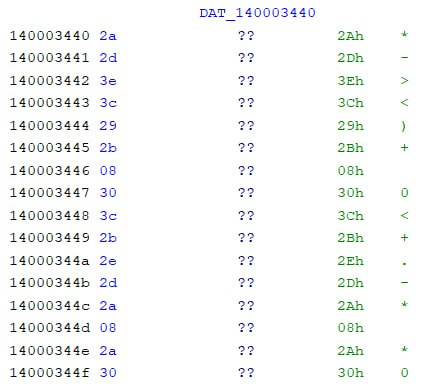 DAT_140003440
140003440 2a ?? 2Ah *
140003441 2d ?? 2Dh -
140003442 3e ?? 3Eh >
140003443 3c ?? 3Ch <
140003444 29 ?? 29h )
140003445 2b ?? 2Bh +
140003446 08 ?? 08h
140003447 30 ?? 30h 0
140003448 3c ?? 3Ch <
140003449 2b ?? 2Bh +
14000344a 2e ?? 2Eh .
14000344b 2d ?? 2Dh -
14000344c 2a ?? 2Ah *
14000344d 08 ?? 08h
14000344e 2a ?? 2Ah *
14000344f 30 ?? 30h 0